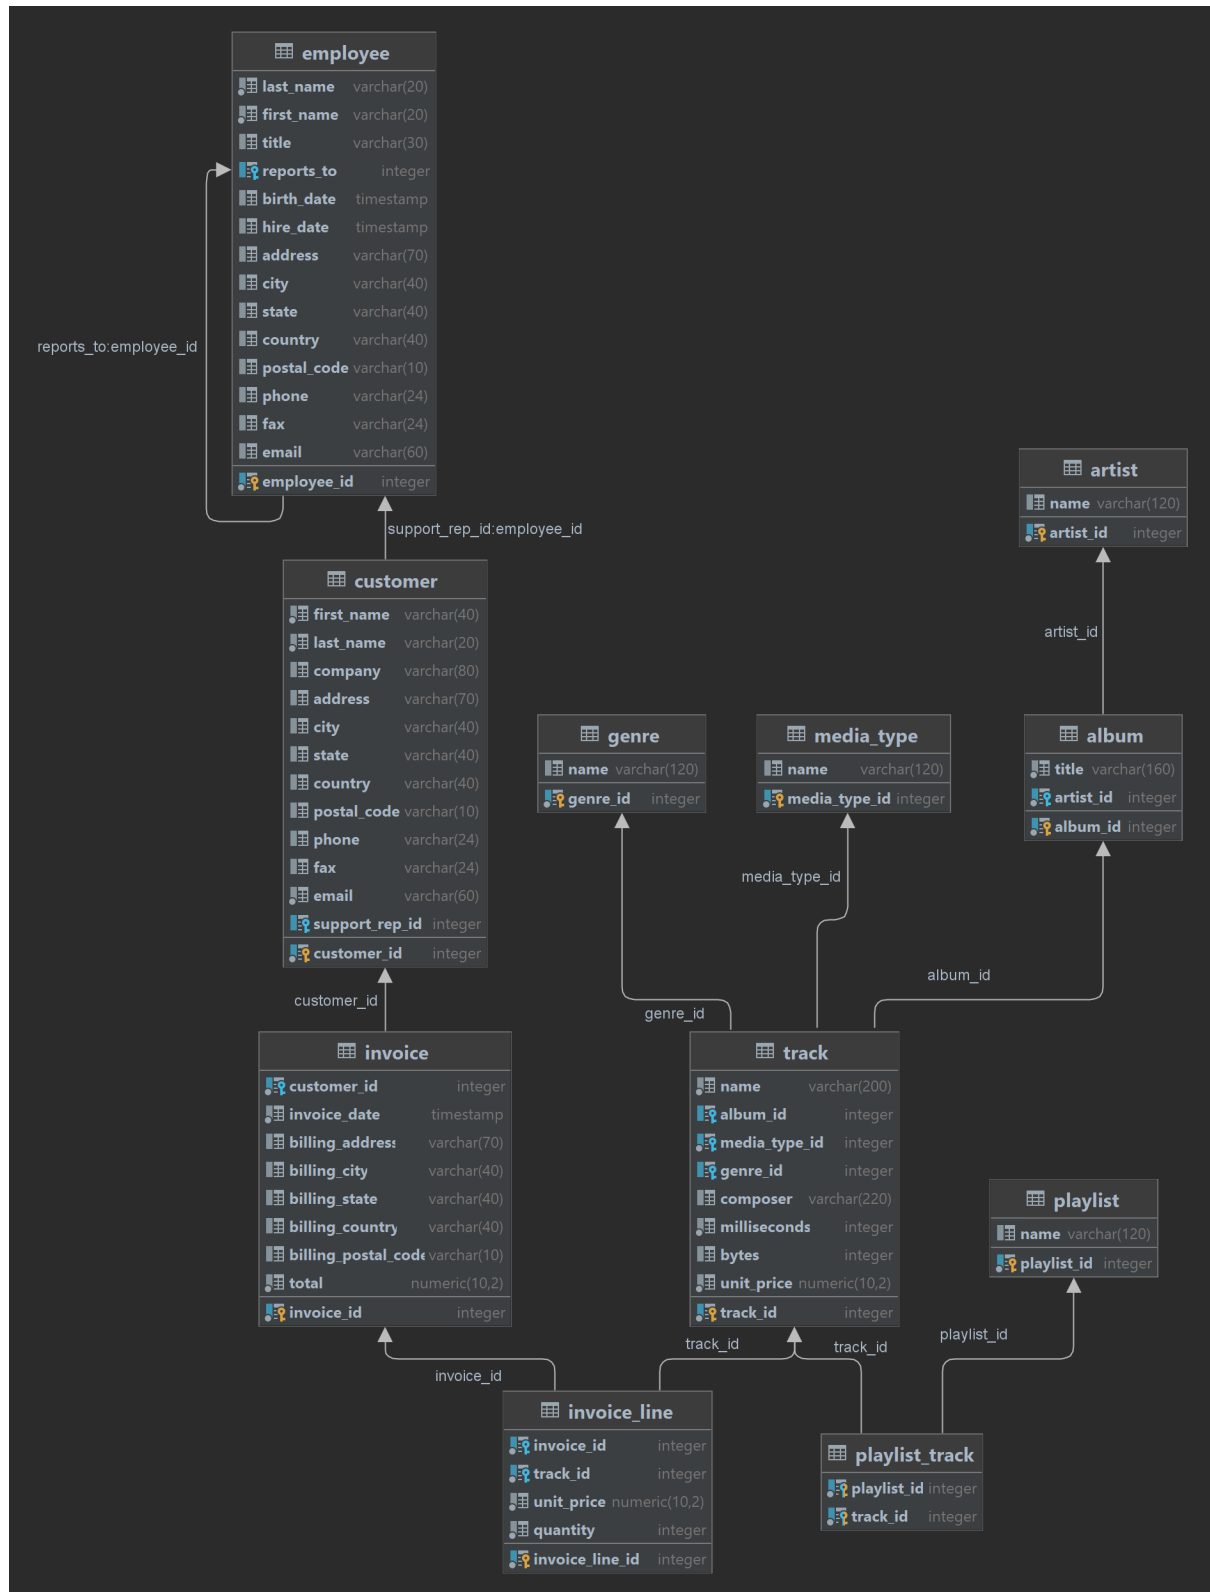 employee
last_name varchar(20)
first_name varchar(20)
title varchar(30)
reports_to integer
birth_date timestamp
hire_date timestamp
address varchar(70)
city varchar(40)
state varchar(40)
country varchar(40)
postal_code varchar(10)
phone varchar(24)
fax varchar(24)
email varchar(60)
employee_id integer
reports_to:employee_id
support_rep_id:employee_id
customer
first_name varchar(40)
last_name varchar(20)
company varchar(80)
address varchar(70)
city varchar(40)
state varchar(40)
country varchar(40)
postal_code varchar(10)
phone varchar(24)
fax varchar(24)
email varchar(60)
support_rep_id integer
customer_id integer
customer_id
artist
name varchar(120)
artist_id integer
artist_id
genre
name varchar(120)
genre_id integer
media_type
name varchar(120)
media_type_id integer
album
title varchar(160)
artist_id integer
album_id integer
media_type_id
album_id
genre_id
invoice
customer_id integer
invoice_date timestamp
billing_address varchar(70)
billing_city varchar(40)
billing_state varchar(40)
billing_country varchar(40)
billing_postal_code varchar(10)
total numeric(10,2)
invoice_id integer
track
name varchar(200)
album_id integer
media_type_id integer
genre_id integer
composer varchar(220)
milliseconds integer
bytes integer
unit_price numeric(10,2)
track_id integer
playlist
name varchar(120)
playlist_id integer
invoice_id
track_id
track_id
playlist_id
invoice_line
invoice_id integer
track_id integer
unit_price numeric(10,2)
quantity integer
invoice_line_id integer
playlist_track
playlist_id integer
track_id integer